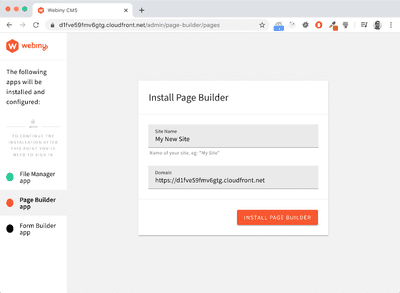 Webiny CMS
d1fve59fmv6gtg.cloudfront.net/admin/page-builder/pages
webiny
Install Page Builder
The following
apps will be
installed and
configured:
Site Name
My New Site
Name of your site, eg: "My Site"
TO CONTINUE THE
INSTALLATION AFTER
THIS POINT YOU'LL
NEED TO SIGN IN
Domain
https://d1fve59fmv6gtg.cloudfront.net
File Manager
app
Page Builder
app
INSTALL PAGE BUILDER
Form Builder
app